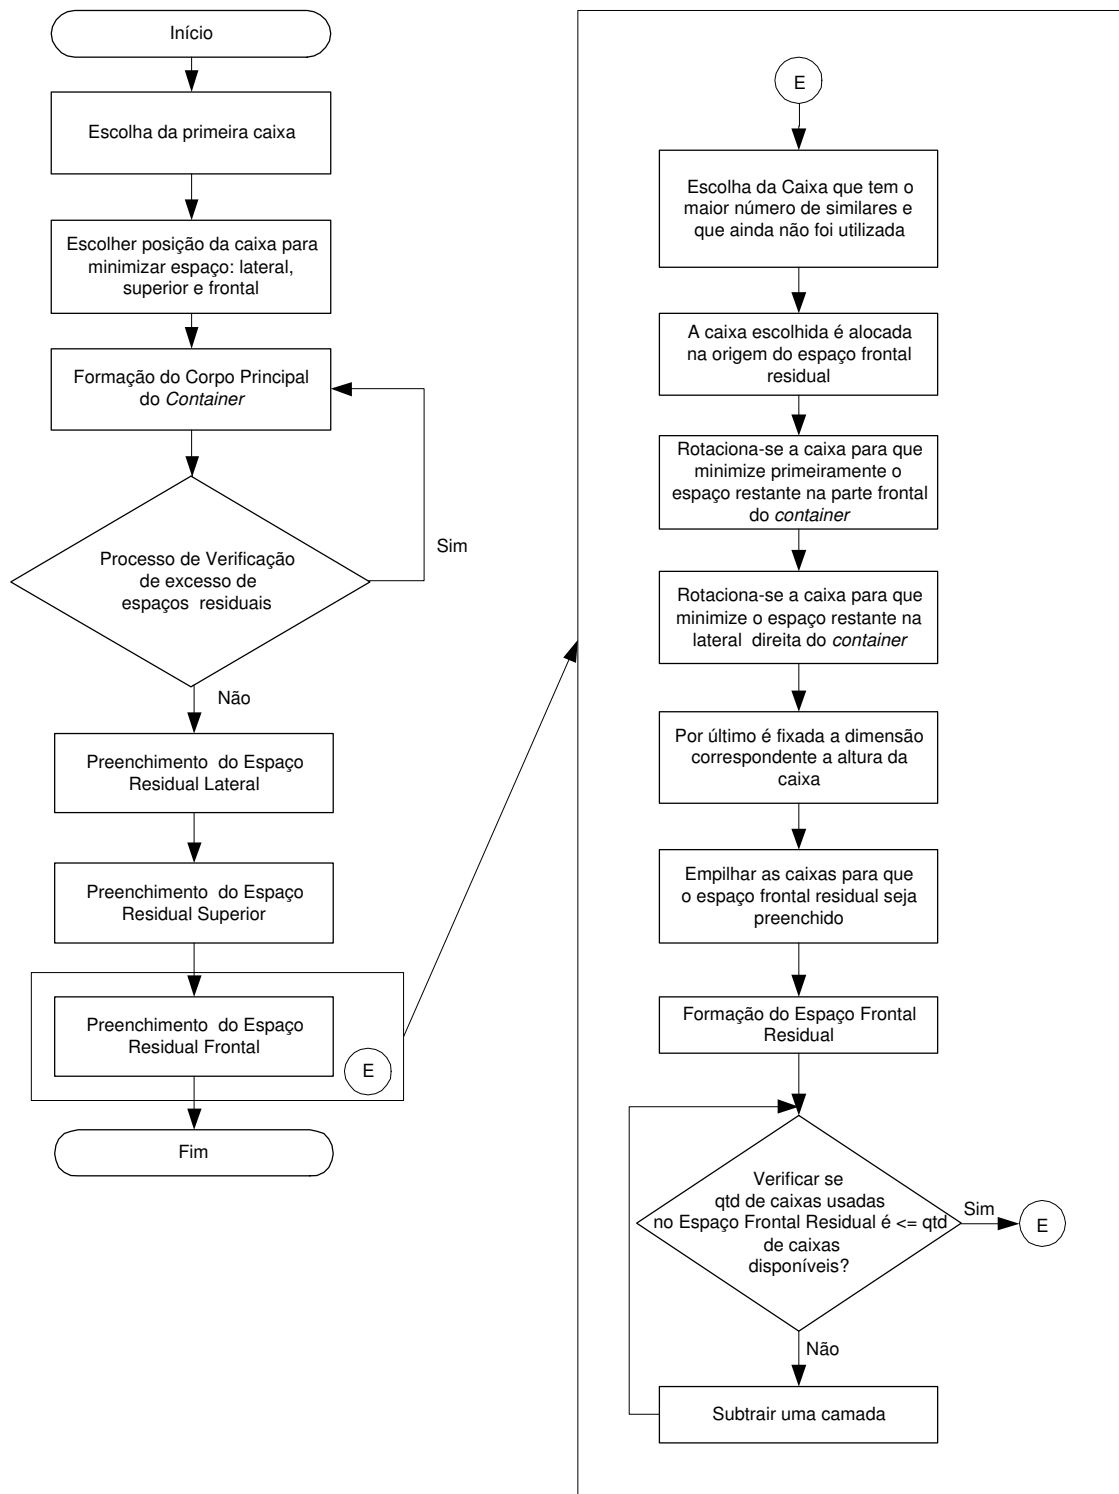 Início
Escolha da primeira caixa
Escolher posição da caixa para
minimizar espaço: lateral,
superior e frontal
Formação do Corpo Principal
do Container
Processo de Verificação
de excesso de
espaços residuais
Sim
Não
Preenchimento do Espaço
Residual Lateral
Preenchimento do Espaço
Residual Superior
Preenchimento do Espaço
Residual Frontal
E
Fim
E
Escolha da Caixa que tem o
maior número de similares e
que ainda não foi utilizada
A caixa escolhida é alocada
na origem do espaço frontal
residual
Rotaciona-se a caixa para que
minimize primeiramente o
espaço restante na parte frontal
do container
Rotaciona-se a caixa para que
minimize o espaço restante na
lateral direita do container
Por último é fixada a dimensão
correspondente a altura da
caixa
Empilhar as caixas para que
o espaço frontal residual seja
preenchido
Formação do Espaço Frontal
Residual
Verificar se
qtd de caixas usadas
no Espaço Frontal Residual é <= qtd
de caixas
disponíveis?
Sim
E
Não
Subtrair uma camada